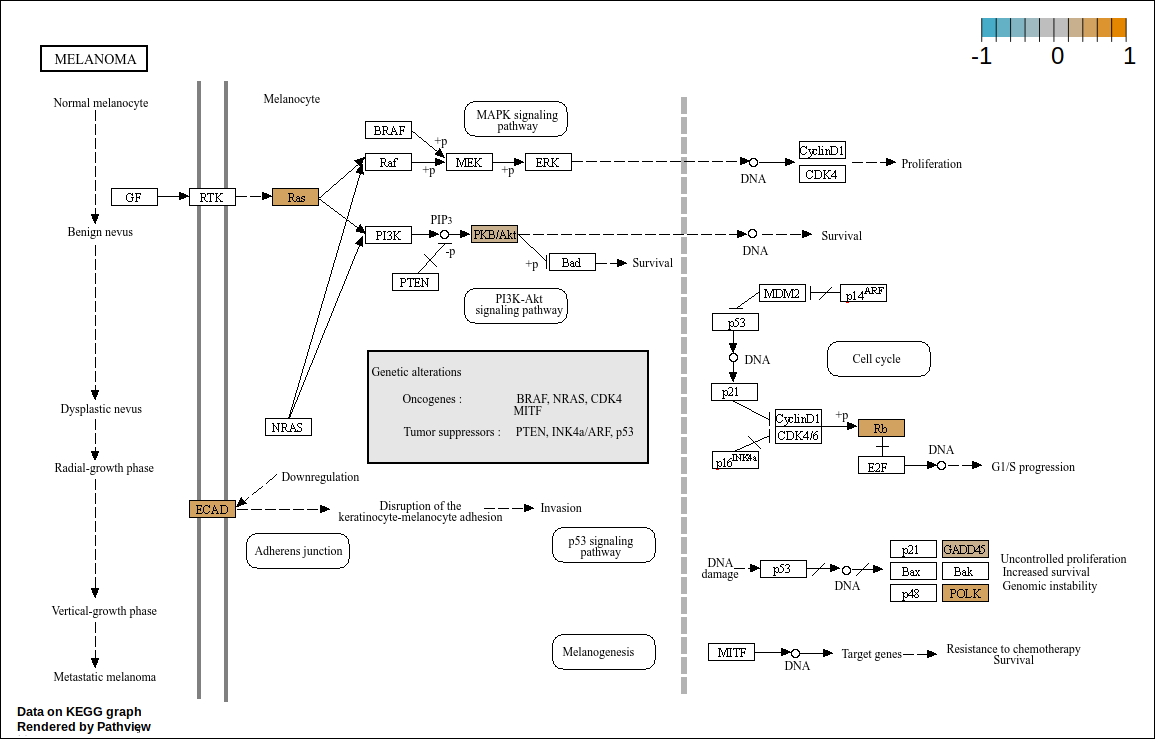 -1 0 1
MELANOMA
Normal melanocyte
Melanocyte
MAPK signaling
pathway
BRAF
+p
Raf
+p
MEK
+p
ERK
DNA
CyclinD1
CDK4
Proliferation
GF
RTK
Ras
Benign nevus
PI3K
PIP3
-p
PKB/Akt
DNA
Survival
+p
Bad
Survival
PTEN
PI3K-Akt
signaling pathway
MDM2
p14ARF
p53
DNA
Cell cycle
p21
Genetic alterations
Oncogenes : BRAF, NRAS, CDK4
MITF
Tumor suppressors : PTEN, INK4a/ARF, p53
Dysplastic nevus
NRAS
CyclinD1
CDK4/6
+p
Rb
p16INK4a
E2F
DNA
G1/S progression
Radial-growth phase
Downregulation
ECAD
Disruption of the
keratinocyte-melanocyte adhesion
Invasion
Adherens junction
p53 signaling
pathway
DNA
damage
p53
DNA
p21
GADD45
Bax
Bak
p48
POLK
Uncontrolled proliferation
Increased survival
Genomic instability
Vertical-growth phase
Melanogenesis
MITF
DNA
Target genes
Resistance to chemotherapy
Survival
Metastatic melanoma
Data on KEGG graph
Rendered by Pathview